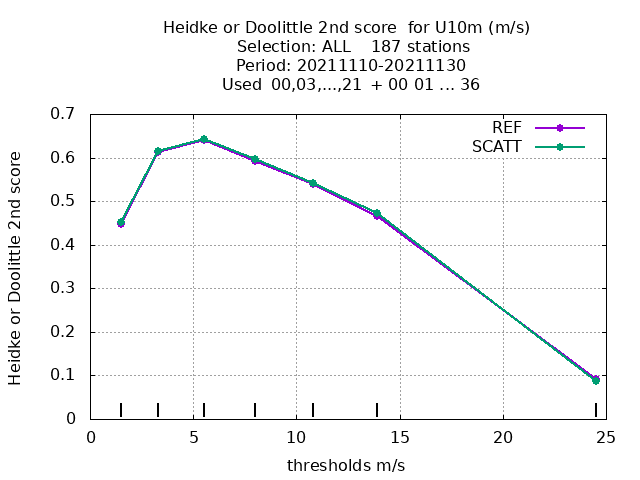 Heidke or Doolittle 2nd score  for U10m (m/s)
Selection: ALL    187 stations
Period: 20211110-20211130
Used  00,03,...,21  + 00 01 ... 36
REF
SCATT
Heidke or Doolittle 2nd score
0.7
0.6
0.5
0.4
0.3
0.2
0.1
0
0 5 10 15 20 25
thresholds m/s